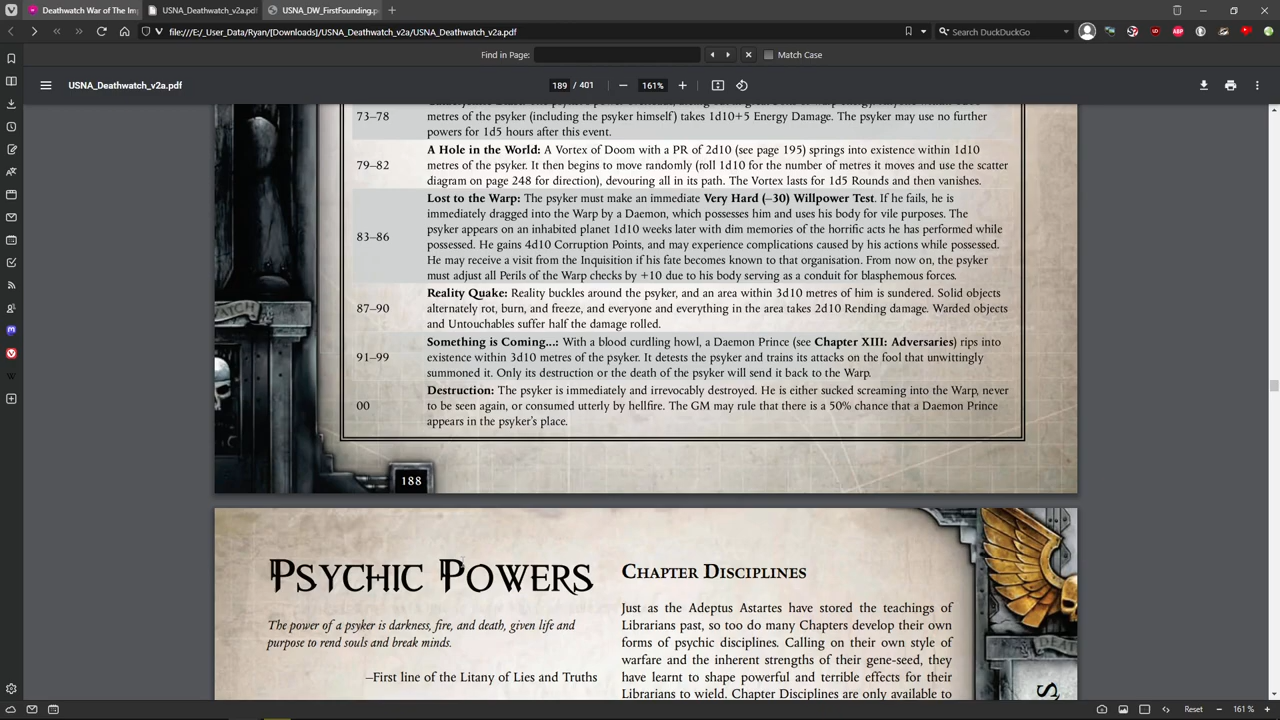 Deathwatch War of The Im
USNA_Deathwatch_v2a.pdf
USNA_DW_FirstFounding.p
file:///E:/_User_Data/Ryan/[Downloads]/USNA_Deathwatch_v2a/USNA_Deathwatch_v2a.pdf
Search DuckDuckGo
Find in Page:
Match Case
USNA_Deathwatch_v2a.pdf
189 / 401
161%
73–78
metres of the psyker (including the psyker himself) takes 1d10+5 Energy Damage. The psyker may use no further
powers for 1d5 hours after this event.
79–82
A Hole in the World: A Vortex of Doom with a PR of 2d10 (see page 195) springs into existence within 1d10
metres of the psyker. It then begins to move randomly (roll 1d10 for the number of metres it moves and use the scatter
diagram on page 248 for direction), devouring all in its path. The Vortex lasts for 1d5 Rounds and then vanishes.
83–86
Lost to the Warp: The psyker must make an immediate Very Hard (–30) Willpower Test. If he fails, he is
immediately dragged into the Warp by a Daemon, which possesses him and uses his body for vile purposes. The
psyker appears on an inhabited planet 1d10 weeks later with dim memories of the horrific acts he has performed while
possessed. He gains 4d10 Corruption Points, and may experience complications caused by his actions while possessed.
He may receive a visit from the Inquisition if his fate becomes known to that organisation. From now on, the psyker
must adjust all Perils of the Warp checks by +10 due to his body serving as a conduit for blasphemous forces.
87–90
Reality Quake: Reality buckles around the psyker, and an area within 3d10 metres of him is sundered. Solid objects
alternately rot, burn, and freeze, and everyone and everything in the area takes 2d10 Rending damage. Warded objects
and Untouchables suffer half the damage rolled.
91–99
Something is Coming...: With a blood curdling howl, a Daemon Prince (see Chapter XIII: Adversaries) rips into
existence within 3d10 metres of the psyker. It detests the psyker and trains its attacks on the fool that unwittingly
summoned it. Only its destruction or the death of the psyker will send it back to the Warp.
00
Destruction: The psyker is immediately and irrevocably destroyed. He is either sucked screaming into the Warp, never
to be seen again, or consumed utterly by hellfire. The GM may rule that there is a 50% chance that a Daemon Prince
appears in the psyker's place.
188
Psychic Powers
The power of a psyker is darkness, fire, and death, given life and
purpose to rend souls and break minds.
–First line of the Litany of Lies and Truths
Chapter Disciplines
Just as the Adeptus Astartes have stored the teachings of
Librarians past, so too do many Chapters develop their own
forms of psychic disciplines. Calling on their own style of
warfare and the inherent strengths of their gene-seed, they
have learnt to shape powerful and terrible effects for their
Librarians to wield. Chapter Disciplines are only available to
Reset
161 %